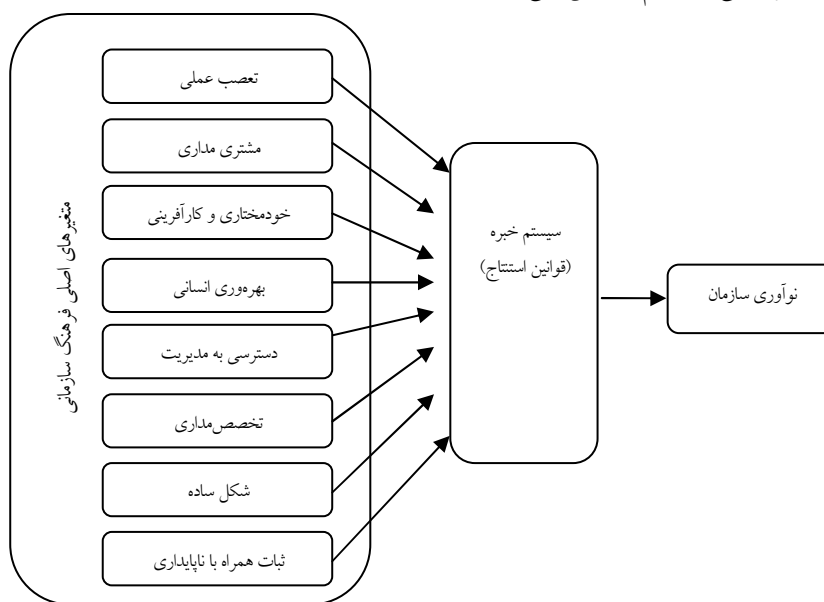 متغیرهای اصلی فرهنگ سازمانی
تعصب عملی
مشتری مداری
خودمختاری و کارآفرینی
بهره‌وری انسانی
دسترسی به مدیریت
تخصص‌مداری
شکل ساده
ثبات همراه با ناپایداری
سیستم خبره
(قوانین استنتاج)
نوآوری سازمان